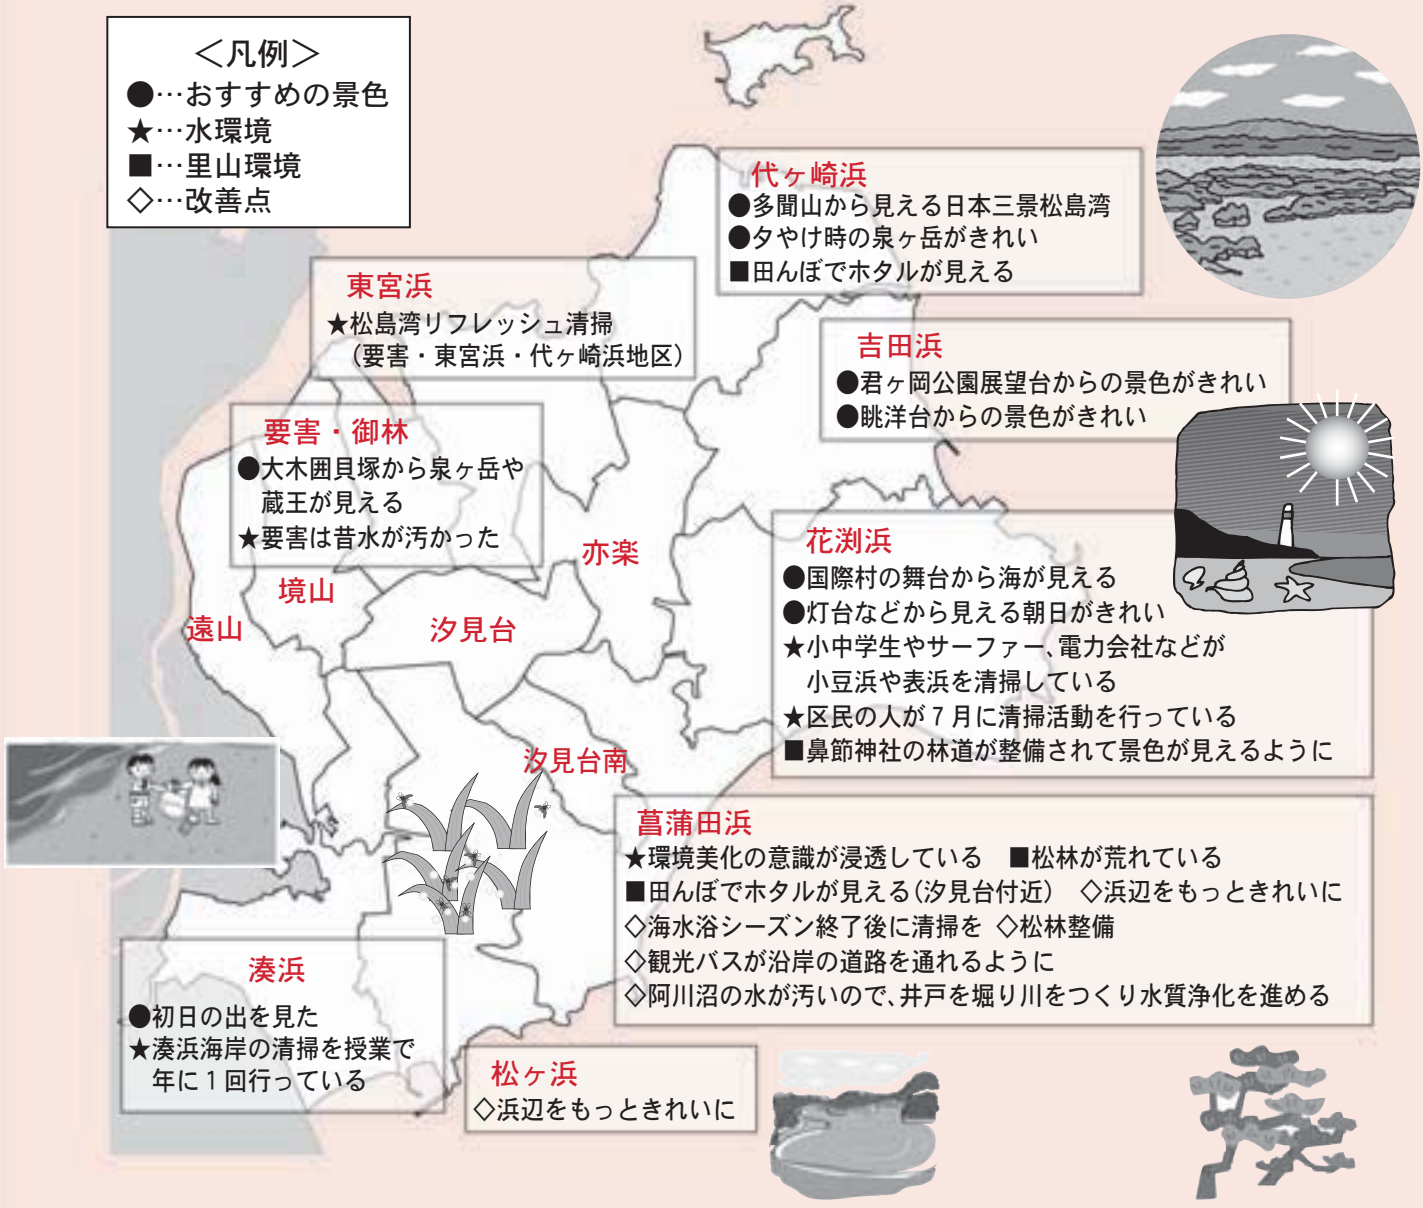 ＜凡例＞
●…おすすめの景色
★…水環境
■…里山環境
◇…改善点
代ヶ崎浜
●多聞山から見える日本三景松島湾
●夕やけ時の泉ヶ岳がきれい
■田んぼでホタルが見える
東宮浜
★松島湾リフレッシュ清掃
（要害・東宮浜・代ヶ崎浜地区）
吉田浜
●君ヶ岡公園展望台からの景色がきれい
●眺洋台からの景色がきれい
要害・御林
●大木囲貝塚から泉ヶ岳や
蔵王が見える
★要害は昔水が汚かった
亦楽
境山
遠山
汐見台
花渕浜
●国際村の舞台から海が見える
●灯台などから見える朝日がきれい
★小中学生やサーファー、電力会社などが
小豆浜や表浜を清掃している
★区民の人が７月に清掃活動を行っている
■鼻節神社の林道が整備されて景色が見えるように
汐見台南
菖蒲田浜
★環境美化の意識が浸透している　■松林が荒れている
■田んぼでホタルが見える（汐見台付近）　◇浜辺をもっときれいに
◇海水浴シーズン終了後に清掃を ◇松林整備
◇観光バスが沿岸の道路を通れるように
◇阿川沼の水が汚いので、井戸を堀り川をつくり水質浄化を進める
湊浜
●初日の出を見た
★湊浜海岸の清掃を授業で
年に１回行っている
松ヶ浜
◇浜辺をもっときれいに